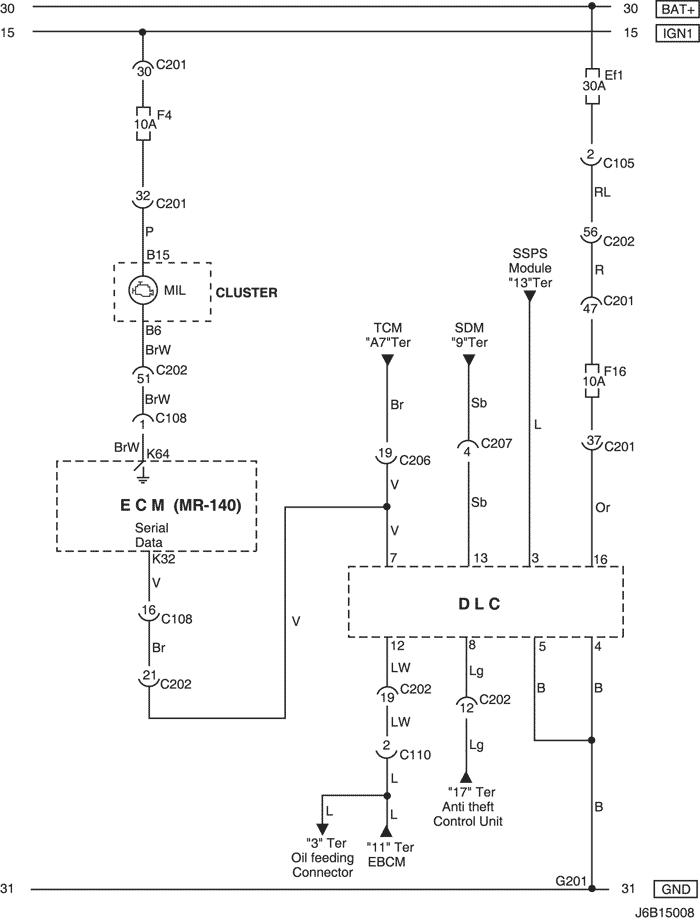 30
30
BAT+
15
15
IGN1
30
C201
Ef1
30A
F4
10A
2
C105
32
C201
RL
P
56
C202
B15
R
SSPS
Module
"13"Ter
MIL
CLUSTER
47
C201
B6
TCM
"A7"Ter
SDM
"9"Ter
BrW
C202
51
F16
10A
BrW
Br
Sb
C108
1
L
37
C201
BrW
K64
19
C206
4
C207
V
E C M (MR-140)
Sb
Or
Serial
Data
V
K32
7
13
3
16
V
D L C
16
C108
V
Br
12
8
5
4
21
C202
LW
Lg
B
B
C202
19
C202
12
LW
2
C110
Lg
L
"17" Ter
Anti theft
Control Unit
L
L
B
"3" Ter
Oil feeding
Connector
"11" Ter
EBCM
G201
31
31
GND
J6B15008